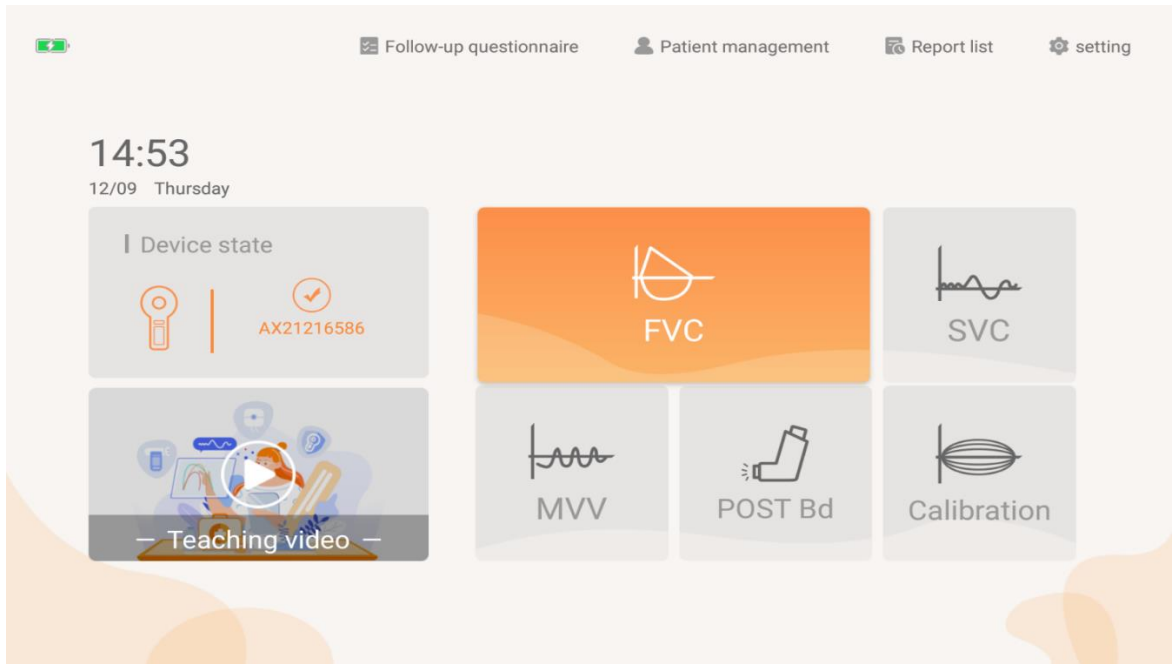 Follow-up questionnaire
Patient management
Report list
setting
14:53
12/09 Thursday
Device state
AX21216586
FVC
SVC
Teaching video
MVV
POST Bd
Calibration